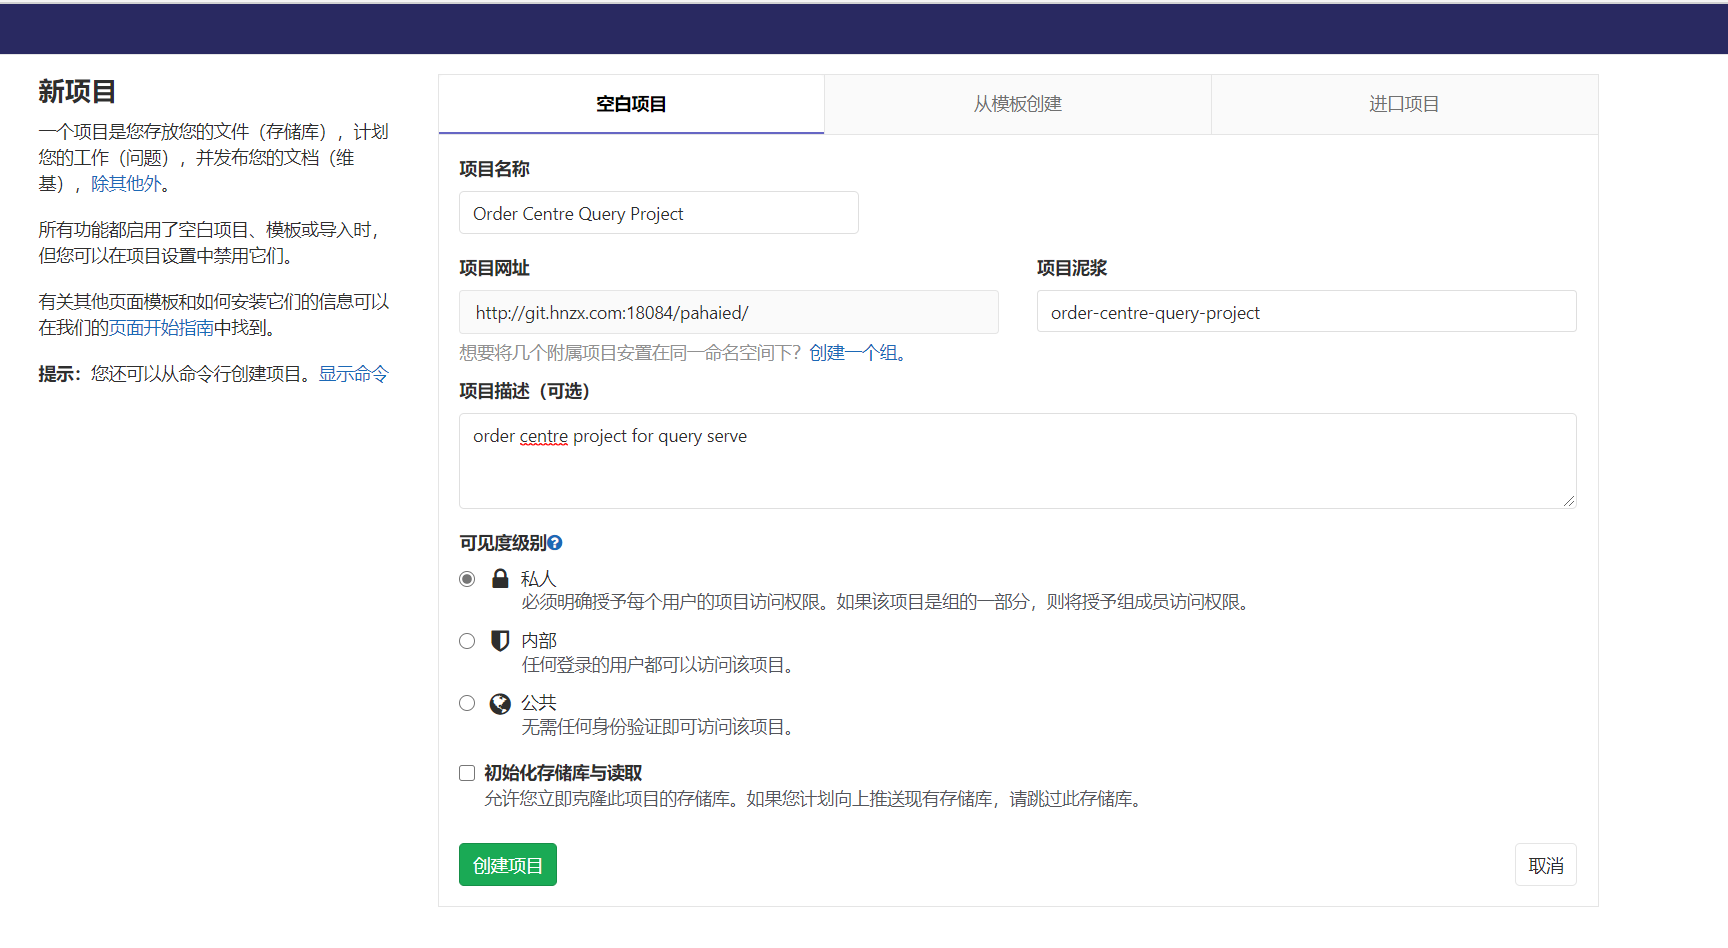 新项目
一个项目是您存放您的文件（存储库），计划
您的工作（问题），并发布您的文档（维
基），除其他外。
所有功能都启用了空白项目、模板或导入时，
但您可以在项目设置中禁用它们。
有关其他页面模板和如何安装它们的信息可以
在我们的页面开始指南中找到。
提示：您还可以从命令行创建项目。显示命令
空白项目
从模板创建
进口项目
项目名称
Order Centre Query Project
项目网址
项目泥浆
http://git.hnzx.com:18084/pahaied/
order-centre-query-project
想要将几个附属项目安置在同一命名空间下？创建一个组。
项目描述（可选）
order centre project for query serve
可见度级别
私人
必须明确授予每个用户的项目访问权限。如果该项目是组的一部分，则将授予组成员访问权限。
内部
任何登录的用户都可以访问该项目。
公共
无需任何身份验证即可访问该项目。
初始化存储库与读取
允许您立即克隆此项目的存储库。如果您计划向上推送现有存储库，请跳过此存储库。
创建项目
取消